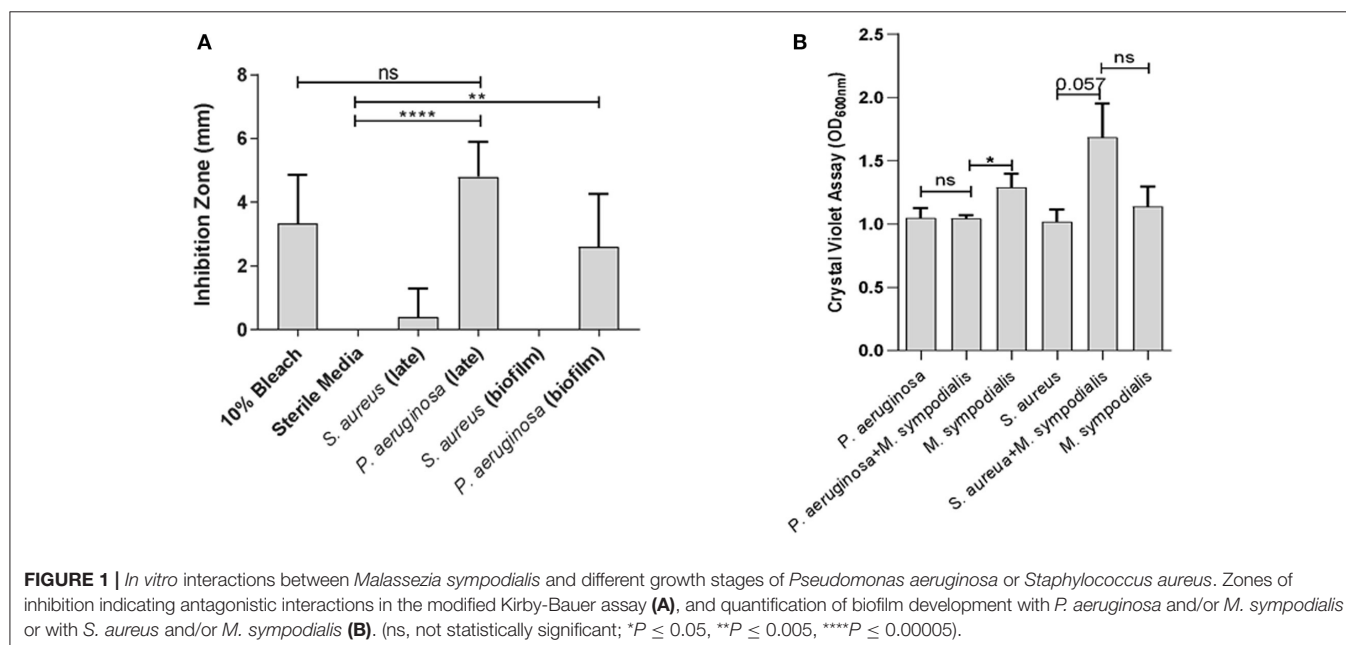 A
Inhibition Zone (mm)
8
6
4
2
0
ns
**
****
10% Bleach
Sterile Media
S. aureus (late)
P. aeruginosa (late)
S. aureus (biofilm)
P. aeruginosa (biofilm)
B
Crystal Violet Assay (OD600nm)
2.5
2.0
1.5
1.0
0.5
0.0
ns
*
0.057
ns
P. aeruginosa
P. aeruginosa+M. sympodialis
M. sympodialis
S. aureus
S. aureua+M. sympodialis
M. sympodialis
FIGURE 1 | In vitro interactions between Malassezia sympodialis and different growth stages of Pseudomonas aeruginosa or Staphylococcus aureus. Zones of
inhibition indicating antagonistic interactions in the modified Kirby-Bauer assay (A), and quantification of biofilm development with P. aeruginosa and/or M. sympodialis
or with S. aureus and/or M. sympodialis (B). (ns, not statistically significant; *P ≤ 0.05, **P ≤ 0.005, ****P ≤ 0.00005).